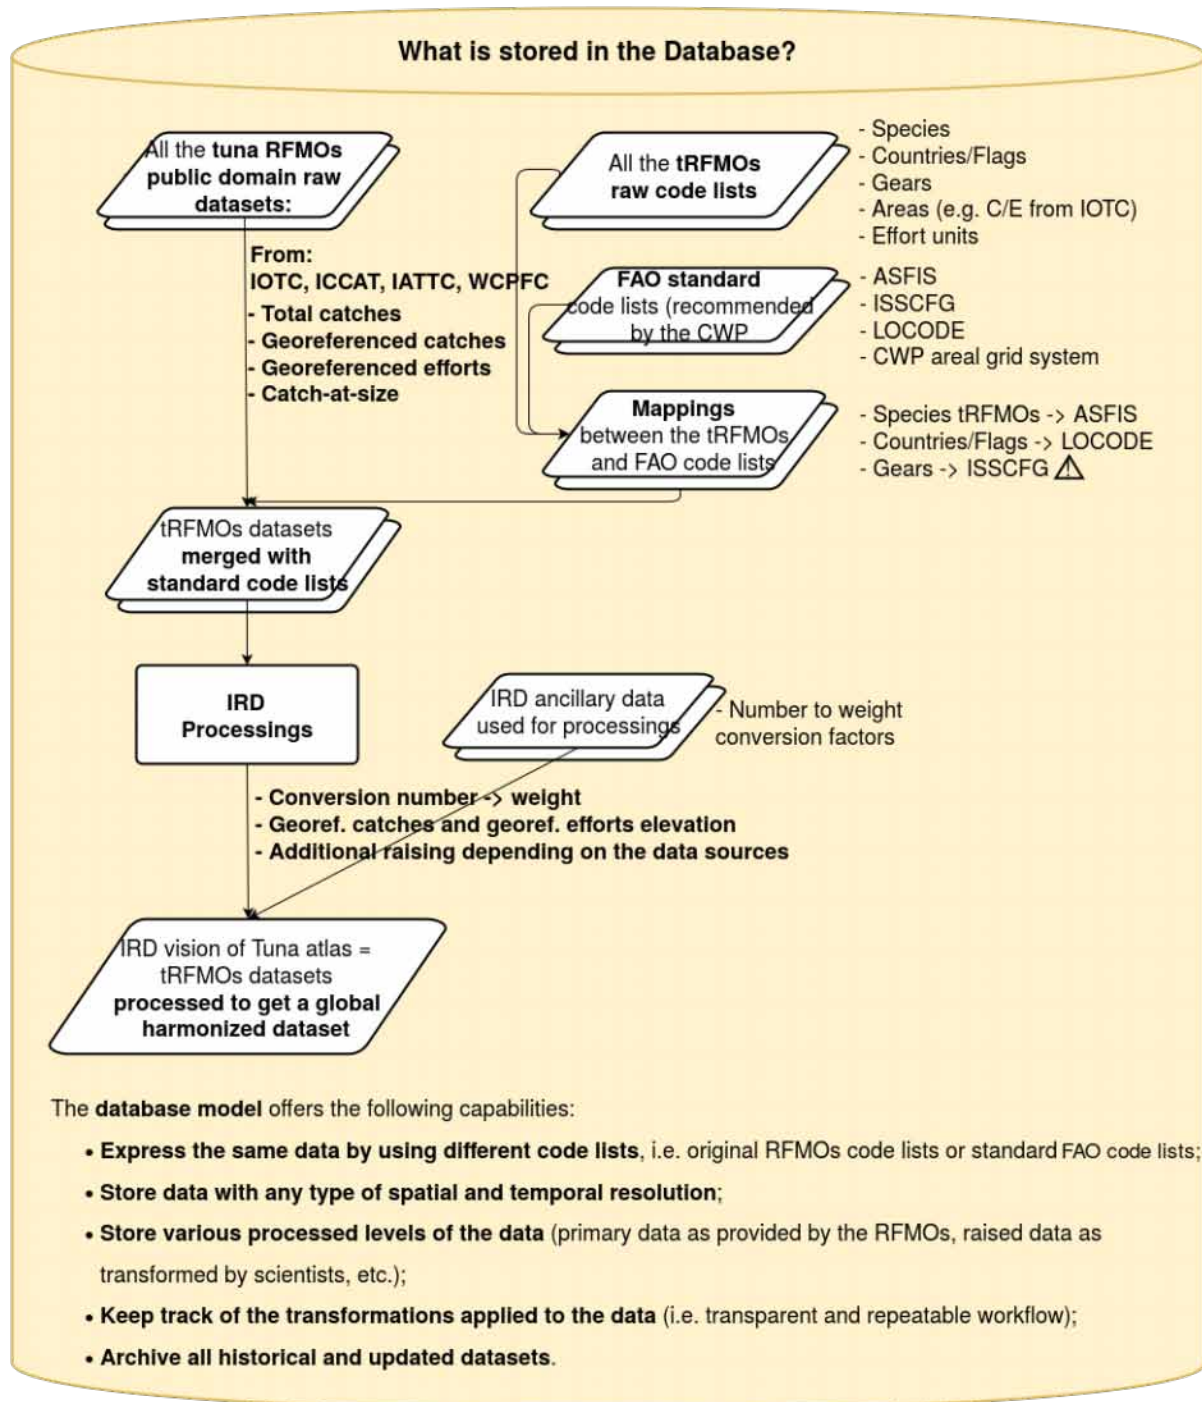 What is stored in the Database?
All the tuna RFMOs
public domain raw
datasets:
From:
IOTC, ICCAT, IATTC, WCPFC
- Total catches
- Georeferenced catches
- Georeferenced efforts
- Catch-at-size
All the tRFMOs
raw code lists
- Species
- Countries/Flags
- Gears
- Areas (e.g. C/E from IOTC)
- Effort units
FAO standard
code lists (recommended
by the CWP
- ASFIS
- ISSCFG
- LOCODE
- CWP areal grid system
Mappings
between the tRFMOs
and FAO code lists
- Species tRFMOs -> ASFIS
- Countries/Flags -> LOCODE
- Gears -> ISSCFG ⚠
tRFMOs datasets
merged with
standard code lists
IRD
Processings
IRD ancillary data
used for processings
- Number to weight
conversion factors
- Conversion number -> weight
- Georef. catches and georef. efforts elevation
- Additional raising depending on the data sources
IRD vision of Tuna atlas =
tRFMOs datasets
processed to get a global
harmonized dataset
The database model offers the following capabilities:
• Express the same data by using different code lists, i.e. original RFMOs code lists or standard FAO code lists;
• Store data with any type of spatial and temporal resolution;
• Store various processed levels of the data (primary data as provided by the RFMOs, raised data as
transformed by scientists, etc.);
• Keep track of the transformations applied to the data (i.e. transparent and repeatable workflow);
• Archive all historical and updated datasets.